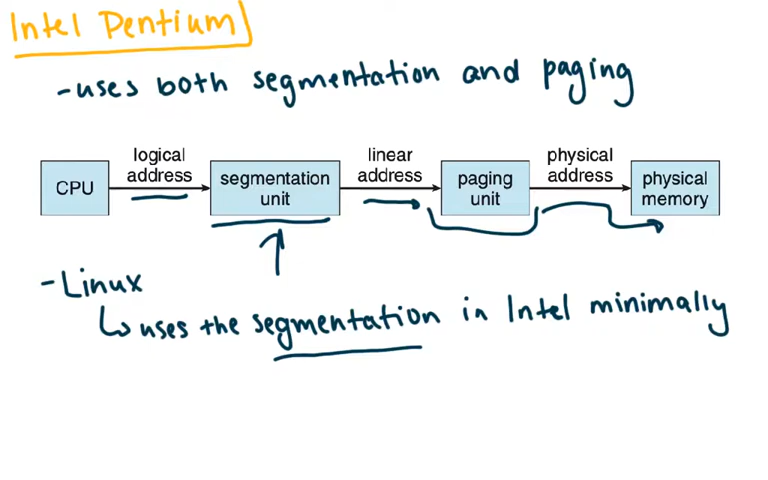 Intel Pentium
-uses both segmentation and paging
CPU
logical
address
segmentation
unit
linear
address
paging
unit
physical
address
physical
memory
-Linux
uses the segmentation in Intel minimally